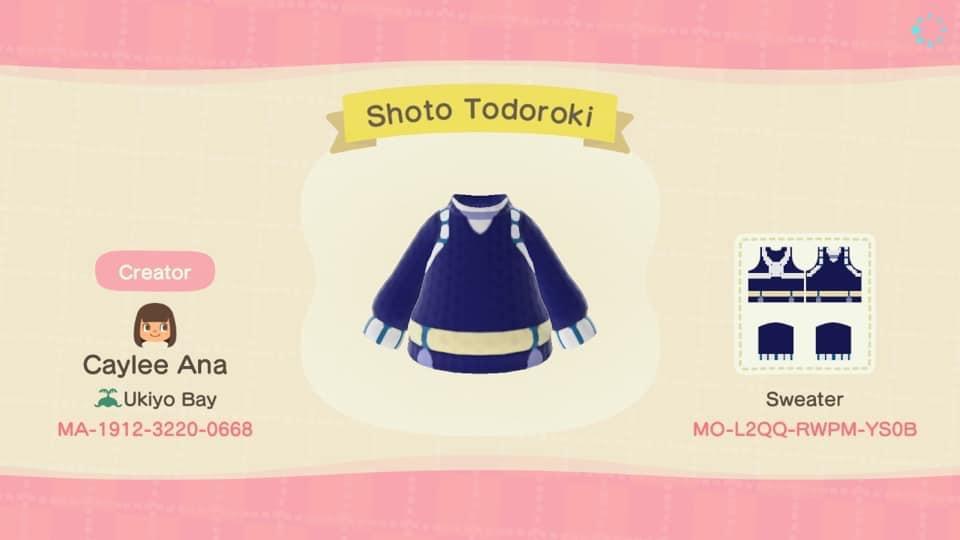 Shoto Todoroki
Creator
Caylee Ana
Ukiyo Bay
MA-1912-3220-0668
Sweater
MO-L2QQ-RWPM-YS0B